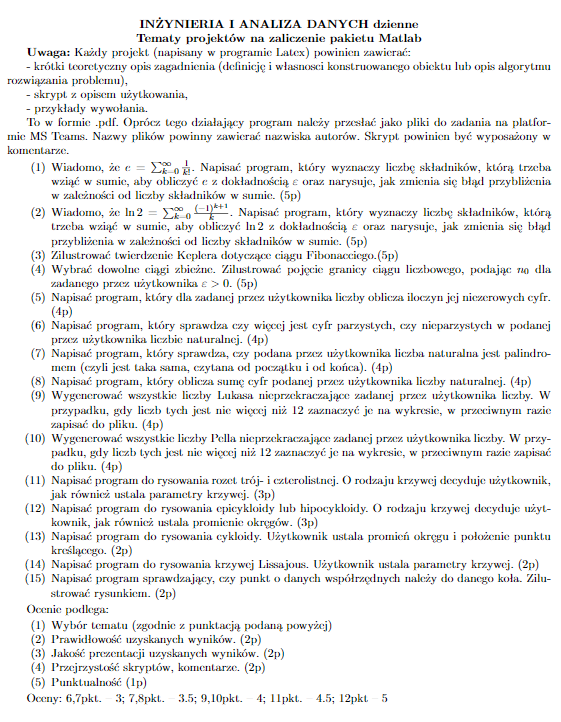 INŻYNIERIA I ANALIZA DANYCH dzienne
Tematy projektów na zaliczenie pakietu Matlab
Uwaga: Każdy projekt (napisany w programie Latex) powinien zawierać:
- krótki teoretyczny opis zagadnienia (definicję i własnosci konstruowanego obiektu lub opis algorytmu
rozwiązania problemu),
- skrypt z opisem użytkowania,
- przykłady wywołania.
To w formie .pdf. Oprócz tego działający program należy przesłać jako pliki do zadania na platfor-
mie MS Teams. Nazwy plików powinny zawierać nazwiska autorów. Skrypt powinien być wyposażony w
komentarze.
(1) Wiadomo, że e = ∑_{k=0}^{∞} 1/k!. Napisać program, który wyznaczy liczbę składników, którą trzeba
wziąć w sumie, aby obliczyć e z dokładnością ε oraz narysuje, jak zmienia się błąd przybliżenia
w zależności od liczby składników w sumie. (5p)
(2) Wiadomo, że ln 2 = ∑_{k=0}^{∞} (−1)^{k+1}/k. Napisać program, który wyznaczy liczbę składników, którą
trzeba wziąć w sumie, aby obliczyć ln 2 z dokładnością ε oraz narysuje, jak zmienia się błąd
przybliżenia w zależności od liczby składników w sumie. (5p)
(3) Zilustrować twierdzenie Keplera dotyczące ciągu Fibonacciego.(5p)
(4) Wybrać dowolne ciągi zbieżne. Zilustrować pojęcie granicy ciągu liczbowego, podając n₀ dla
zadanego przez użytkownika ε > 0. (5p)
(5) Napisać program, który dla zadanej przez użytkownika liczby oblicza iloczyn jej niezerowych cyfr.
(4p)
(6) Napisać program, który sprawdza czy więcej jest cyfr parzystych, czy nieparzystych w podanej
przez użytkownika liczbie naturalnej. (4p)
(7) Napisać program, który sprawdza, czy podana przez użytkownika liczba naturalna jest palindro-
mem (czyli jest taka sama, czytana od początku i od końca). (4p)
(8) Napisać program, który oblicza sumę cyfr podanej przez użytkownika liczby naturalnej. (4p)
(9) Wygenerować wszystkie liczby Lukasa nieprzekraczające zadanej przez użytkownika liczby. W
przypadku, gdy liczb tych jest nie więcej niż 12 zaznaczyć je na wykresie, w przeciwnym razie
zapisać do pliku. (4p)
(10) Wygenerować wszystkie liczby Pella nieprzekraczające zadanej przez użytkownika liczby. W przy-
padku, gdy liczb tych jest nie więcej niż 12 zaznaczyć je na wykresie, w przeciwnym razie zapisać
do pliku. (4p)
(11) Napisać program do rysowania rozet trój- i czterolistnej. O rodzaju krzywej decyduje użytkownik,
jak również ustala parametry krzywej. (3p)
(12) Napisać program do rysowania epicykloidy lub hipocykloidy. O rodzaju krzywej decyduje użyt-
kownik, jak również ustala promienie okręgów. (3p)
(13) Napisać program do rysowania cykloidy. Użytkownik ustala promień okręgu i położenie punktu
kreślącego. (2p)
(14) Napisać program do rysowania krzywej Lissajous. Użytkownik ustala parametry krzywej. (2p)
(15) Napisać program sprawdzający, czy punkt o danych współrzędnych należy do danego koła. Zilu-
strować rysunkiem. (2p)
Ocenie podlega:
(1) Wybór tematu (zgodnie z punktacją podaną powyżej)
(2) Prawidłowość uzyskanych wyników. (2p)
(3) Jakość prezentacji uzyskanych wyników. (2p)
(4) Przejrzystość skryptów, komentarze. (2p)
(5) Punktualność (1p)
Oceny: 6,7pkt. – 3; 7,8pkt. – 3.5; 9,10pkt. – 4; 11pkt. – 4.5; 12pkt – 5